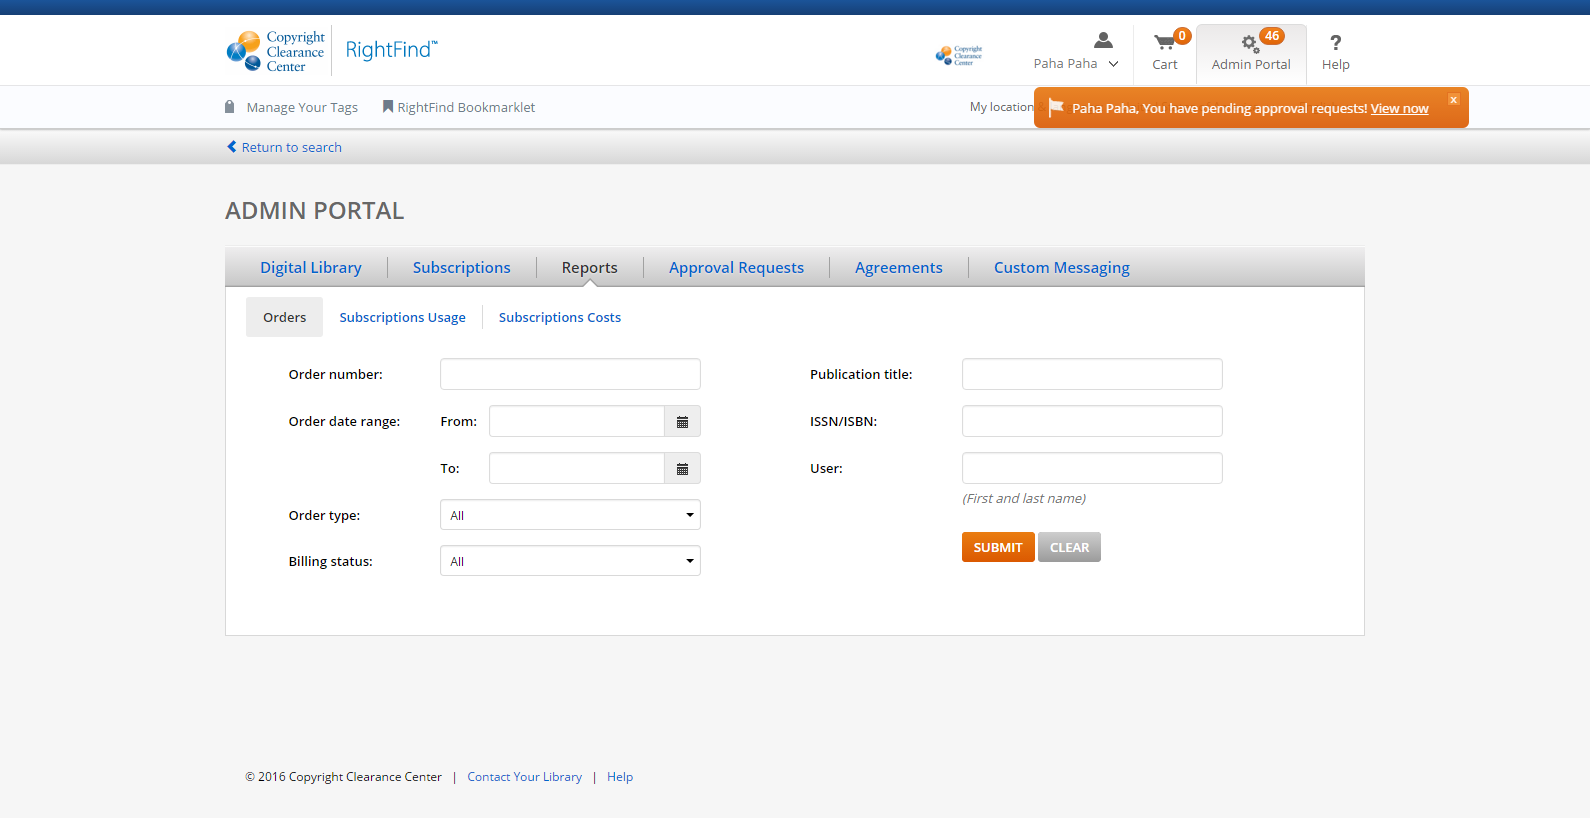 Copyright
Clearance
Center
RightFind™
Copyright
Clearance
Center
Paha Paha
0
Cart
46
Admin Portal
?
Help
Manage Your Tags
RightFind Bookmarklet
My location
Paha Paha, You have pending approval requests! View now
x
Return to search
ADMIN PORTAL
Digital Library
Subscriptions
Reports
Approval Requests
Agreements
Custom Messaging
Orders
Subscriptions Usage
Subscriptions Costs
Order number:
Publication title:
Order date range:
From:
ISSN/ISBN:
To:
User:
(First and last name)
Order type:
All
Billing status:
All
SUBMIT
CLEAR
© 2016 Copyright Clearance Center | Contact Your Library | Help